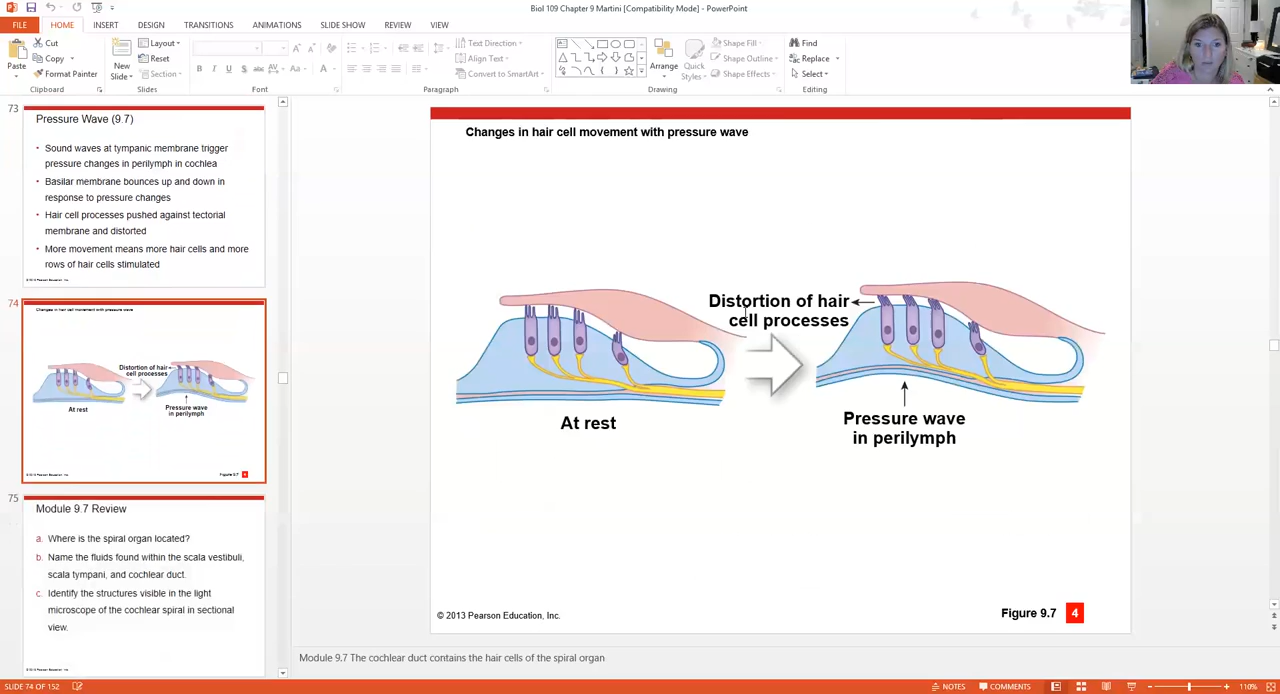 Biol 109 Chapter 9 Martini [Compatibility Mode] - PowerPoint
FILE HOME INSERT DESIGN TRANSITIONS ANIMATIONS SLIDE SHOW REVIEW VIEW
Paste
Cut
Copy
Format Painter
Clipboard
New Slide
Layout
Reset
Section
Slides
B I U S abc AV Aa A
Font
Text Direction
Align Text
Convert to SmartArt
Paragraph
Arrange
Quick Styles
Shape Fill
Shape Outline
Shape Effects
Drawing
Find
Replace
Select
Editing
73
Pressure Wave (9.7)
• Sound waves at tympanic membrane trigger
pressure changes in perilymph in cochlea
• Basilar membrane bounces up and down in
response to pressure changes
• Hair cell processes pushed against tectorial
membrane and distorted
• More movement means more hair cells and more
rows of hair cells stimulated
© 2013 Pearson Education, Inc.
74
Changes in hair cell movement with pressure wave
Distortion of hair
cell processes
At rest
Pressure wave
in perilymph
© 2013 Pearson Education, Inc.
Figure 9.7 4
75
Module 9.7 Review
a. Where is the spiral organ located?
b. Name the fluids found within the scala vestibuli,
scala tympani, and cochlear duct.
c. Identify the structures visible in the light
microscope of the cochlear spiral in sectional
view.
© 2013 Pearson Education, Inc.
Changes in hair cell movement with pressure wave
Distortion of hair
cell processes
At rest
Pressure wave
in perilymph
© 2013 Pearson Education, Inc.
Figure 9.7 4
Module 9.7 The cochlear duct contains the hair cells of the spiral organ
SLIDE 74 OF 152
NOTES COMMENTS 110%